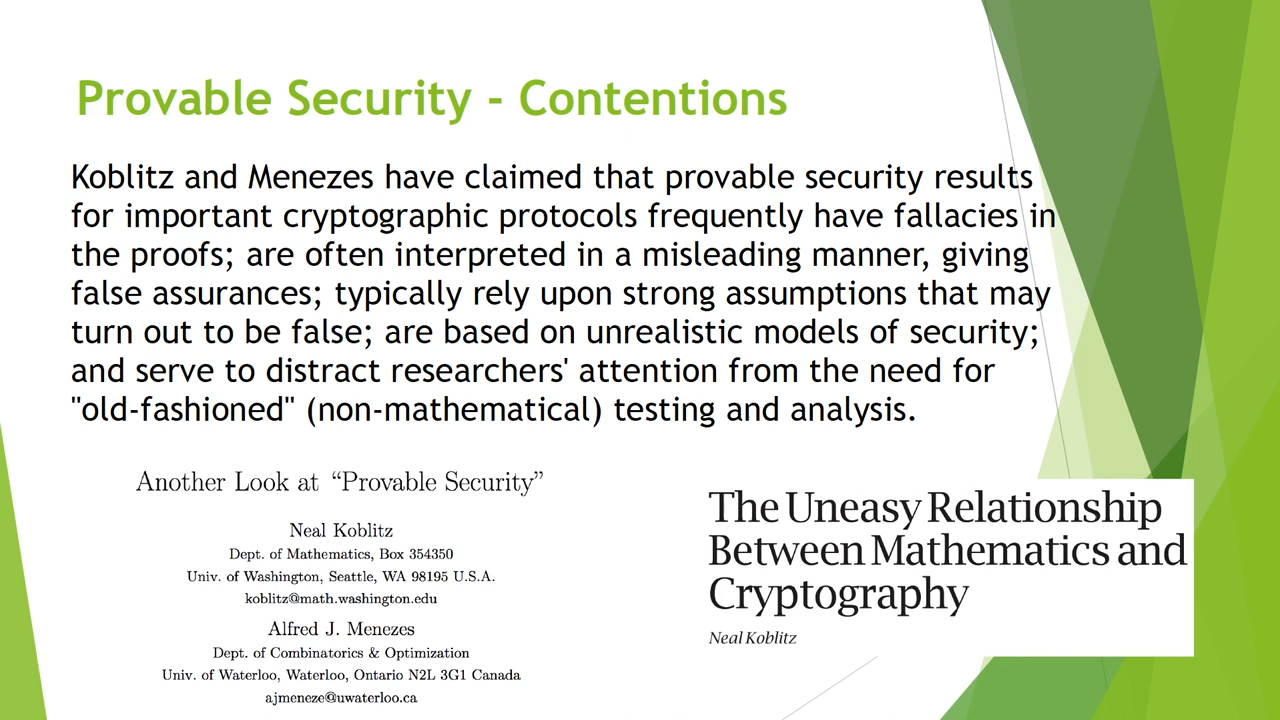 Provable Security - Contentions
Koblitz and Menezes have claimed that provable security results
for important cryptographic protocols frequently have fallacies in
the proofs; are often interpreted in a misleading manner, giving
false assurances; typically rely upon strong assumptions that may
turn out to be false; are based on unrealistic models of security;
and serve to distract researchers' attention from the need for
"old-fashioned" (non-mathematical) testing and analysis.
Another Look at “Provable Security”
Neal Koblitz
Dept. of Mathematics, Box 354350
Univ. of Washington, Seattle, WA 98195 U.S.A.
koblitz@math.washington.edu
Alfred J. Menezes
Dept. of Combinatorics & Optimization
Univ. of Waterloo, Waterloo, Ontario N2L 3G1 Canada
ajmeneze@uwaterloo.ca
The Uneasy Relationship
Between Mathematics and
Cryptography
Neal Koblitz